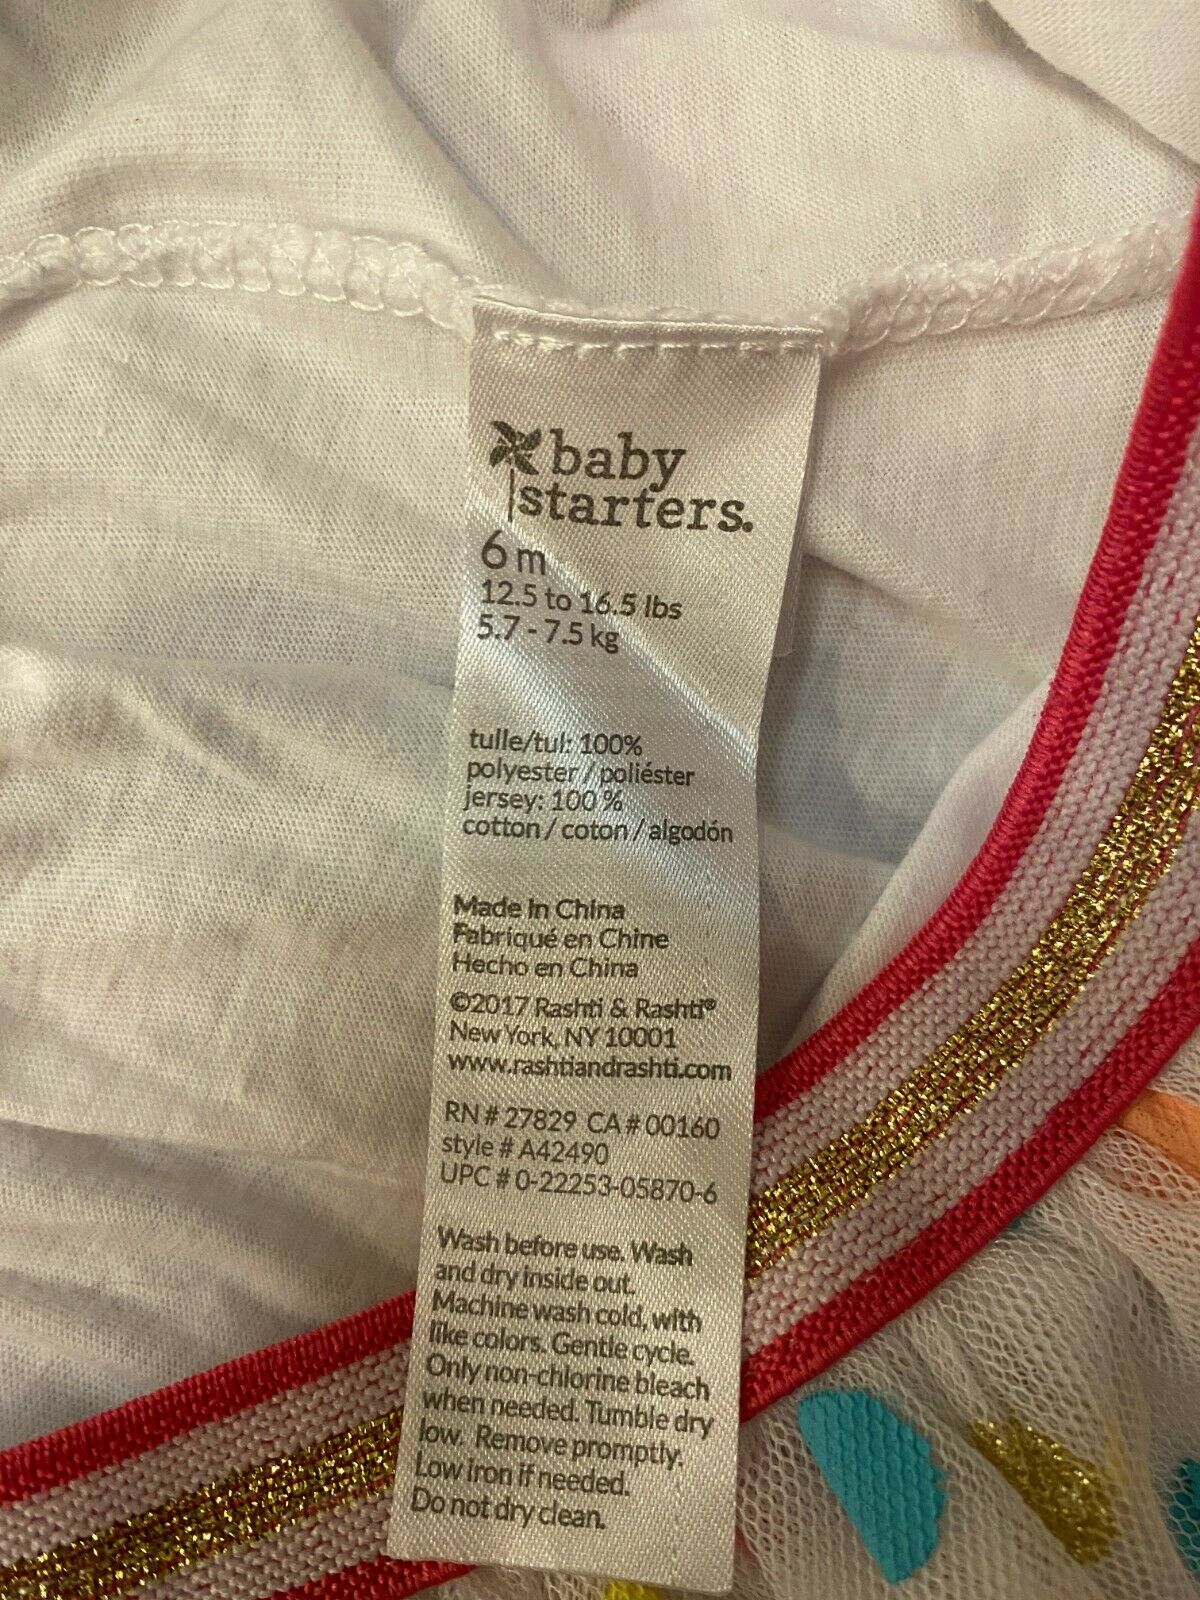 baby
starters.
6 m
12.5 to 16.5 lbs
5.7 - 7.5 kg
tulle/tul: 100%
polyester / poliéster
jersey: 100 %
cotton / coton / algodón
Made in China
Fabriqué en Chine
Hecho en China
©2017 Rashti & Rashti®
New York, NY 10001
www.rashtiandrashti.com
RN # 27829 CA # 00160
style # A42490
UPC # 0-22253-05870-6
Wash before use. Wash
and dry inside out.
Machine wash cold, with
like colors. Gentle cycle.
Only non-chlorine bleach
when needed. Tumble dry
low. Remove promptly.
Low iron if needed.
Do not dry clean.